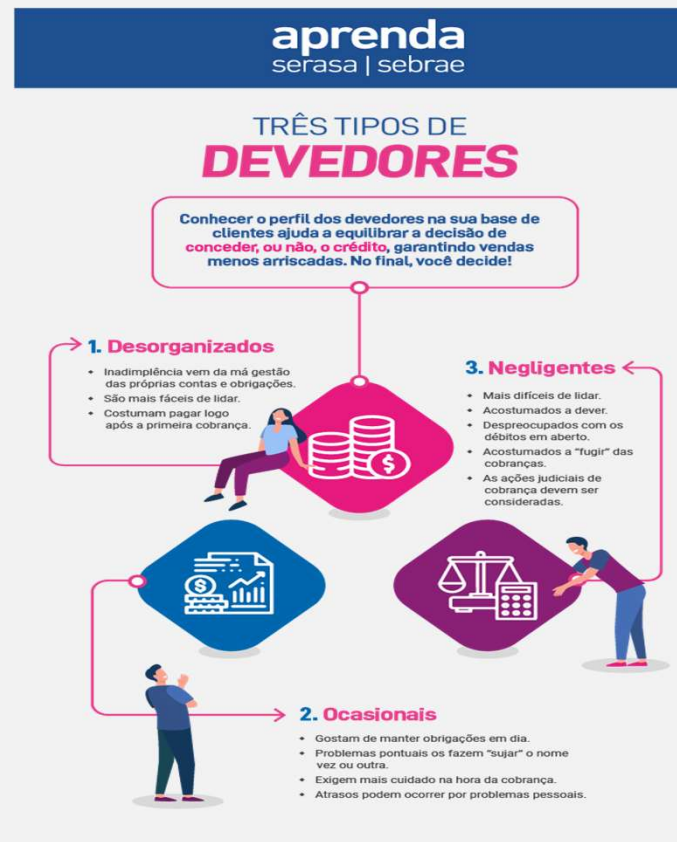 aprenda
serasa | sebrae
TRÊS TIPOS DE
DEVEDORES
Conhecer o perfil dos devedores na sua base de
clientes ajuda a equilibrar a decisão de
conceder, ou não, o crédito, garantindo vendas
menos arriscadas. No final, você decide!
1. Desorganizados
• Inadimplência vem da má gestão
das próprias contas e obrigações.
• São mais fáceis de lidar.
• Costumam pagar logo
após a primeira cobrança.
3. Negligentes
• Mais difíceis de lidar.
• Acostumados a dever.
• Despreocupados com os
débitos em aberto.
• Acostumados a "fugir" das
cobranças.
• As ações judiciais de
cobrança devem ser
consideradas.
2. Ocasionais
• Gostam de manter obrigações em dia.
• Problemas pontuais os fazem "sujar" o nome
vez ou outra.
• Exigem mais cuidado na hora da cobrança.
• Atrasos podem ocorrer por problemas pessoais.